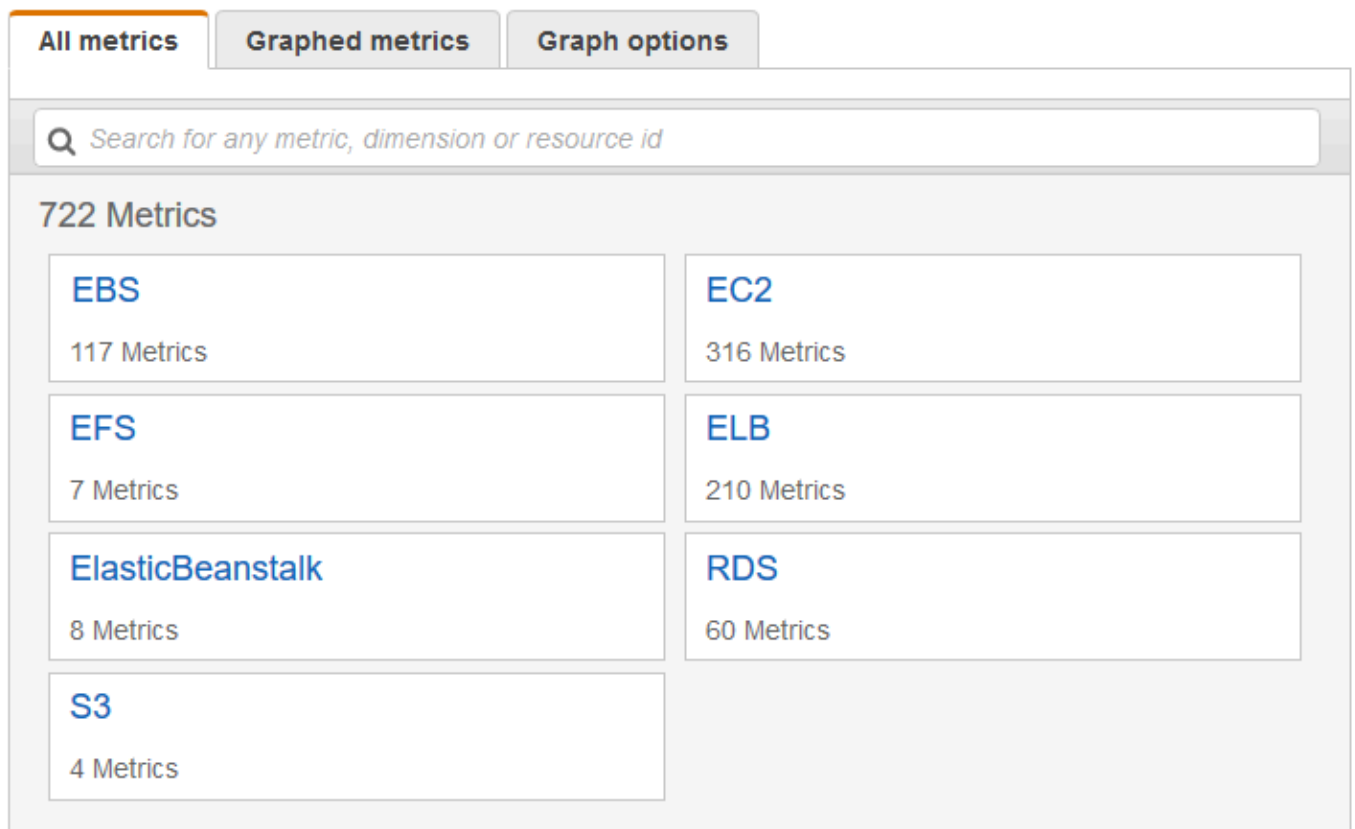 All metrics Graphed metrics Graph options
Search for any metric, dimension or resource id
722 Metrics
EBS
117 Metrics
EC2
316 Metrics
EFS
7 Metrics
ELB
210 Metrics
ElasticBeanstalk
8 Metrics
RDS
60 Metrics
S3
4 Metrics